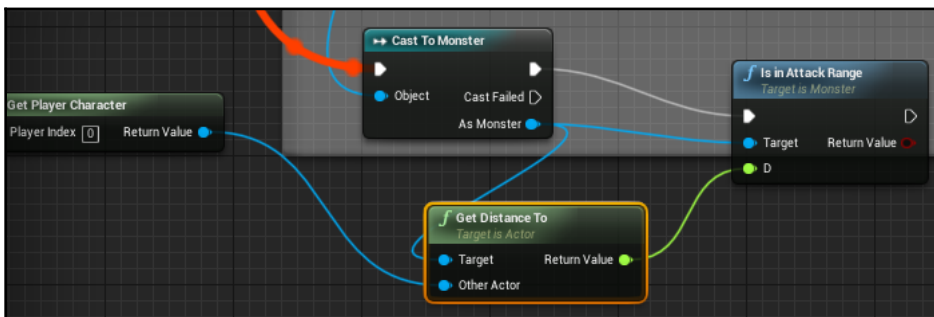 Cast To Monster
Object
Cast Failed
As Monster
Get Player Character
Player Index 0 Return Value
f Is in Attack Range
Target is Monster
Target Return Value
D
f Get Distance To
Target is Actor
Target Return Value
Other Actor